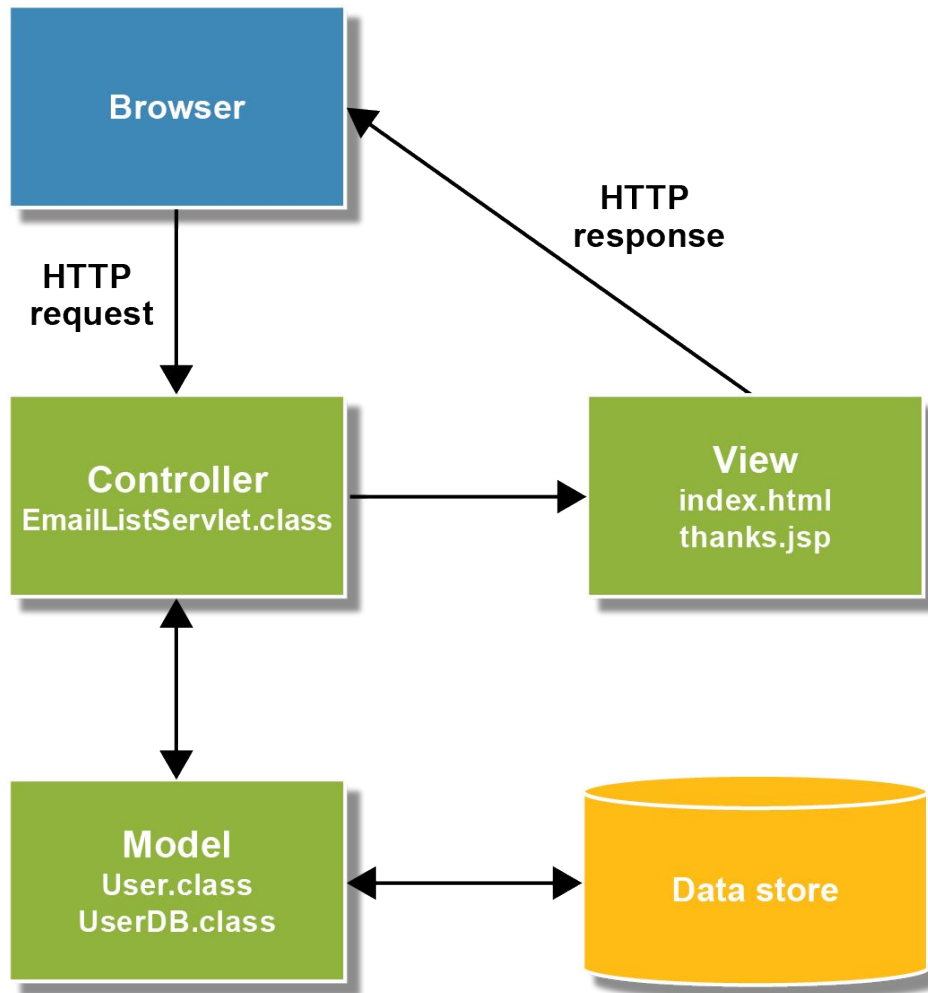 Browser
HTTP
response
HTTP
request
Controller
EmailListServlet.class
View
index.html
thanks.jsp
Model
User.class
UserDB.class
Data store